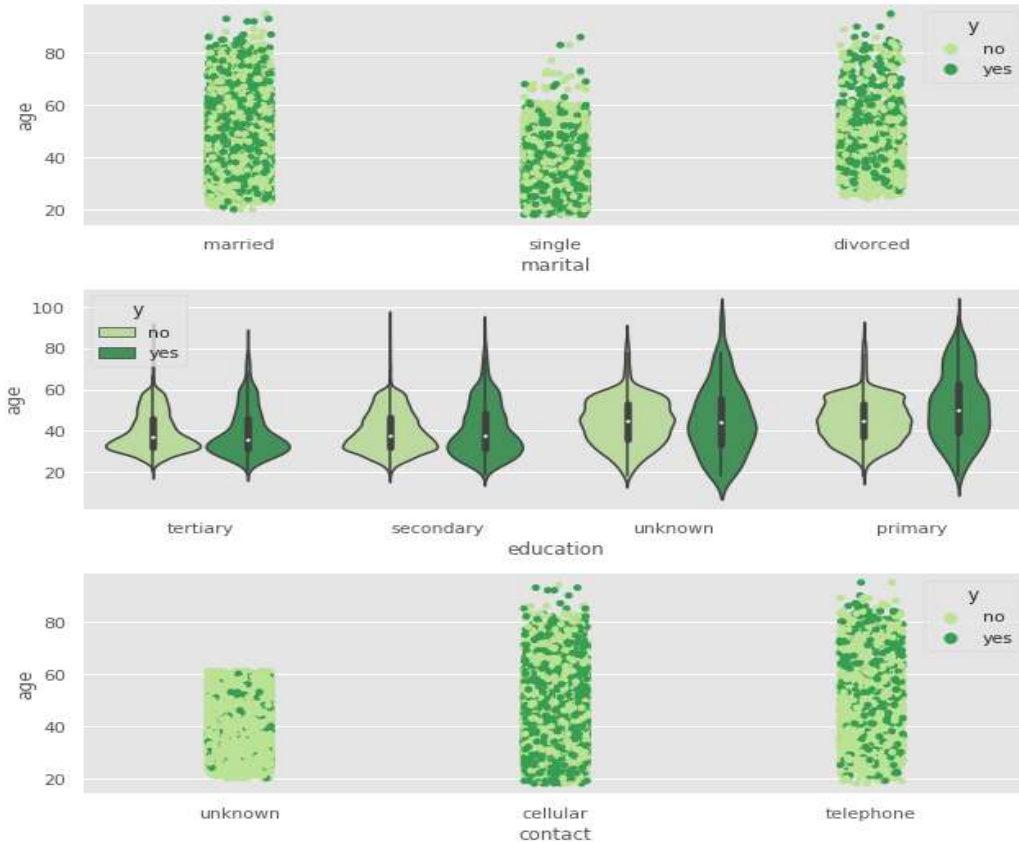 y
no
yes
80
60
40
20
age
married single divorced
marital
y
no
yes
100
80
60
40
20
age
tertiary secondary unknown primary
education
y
no
yes
80
60
40
20
age
unknown cellular telephone
contact